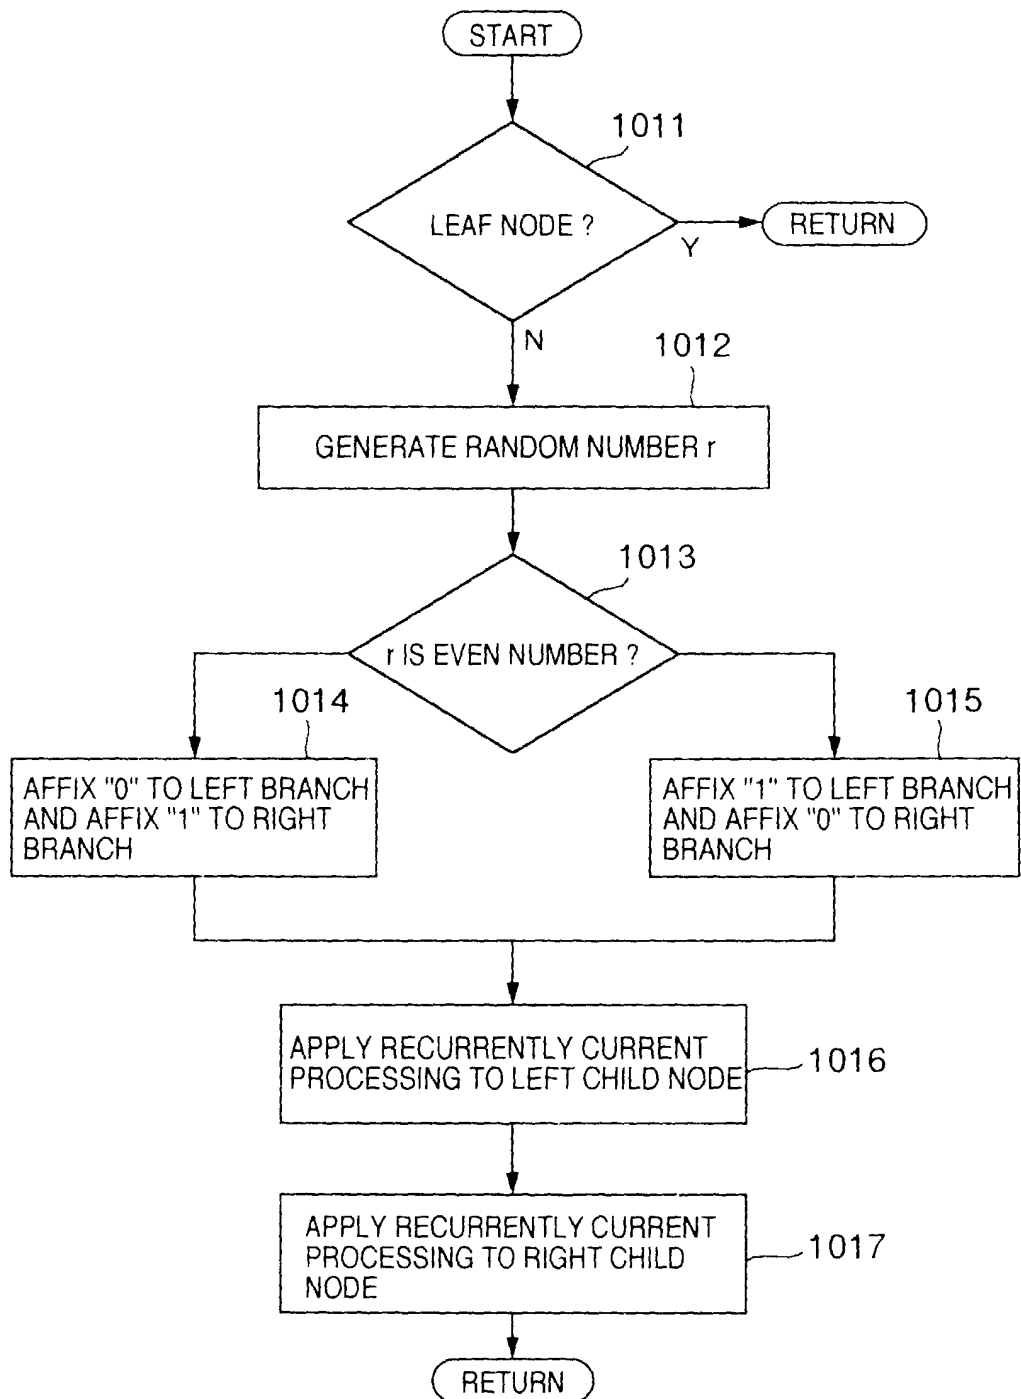 START
1011
LEAF NODE ?
Y
RETURN
N
1012
GENERATE RANDOM NUMBER r
1013
r IS EVEN NUMBER ?
1014
1015
AFFIX "0" TO LEFT BRANCH
AND AFFIX "1" TO RIGHT
BRANCH
AFFIX "1" TO LEFT BRANCH
AND AFFIX "0" TO RIGHT
BRANCH
APPLY RECURRENTLY CURRENT
PROCESSING TO LEFT CHILD NODE
1016
APPLY RECURRENTLY CURRENT
PROCESSING TO RIGHT CHILD
NODE
1017
RETURN